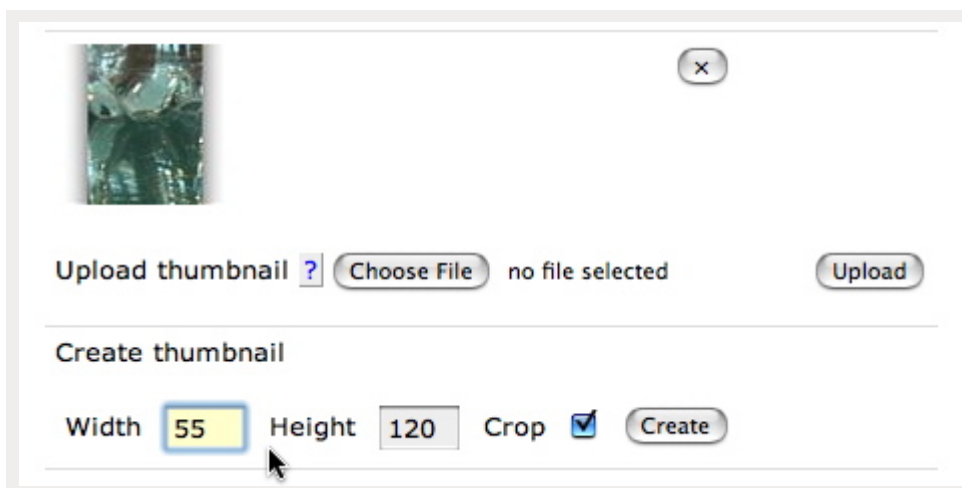 ×
Upload thumbnail ? Choose File no file selected Upload
Create thumbnail
Width 55 Height 120 Crop Create